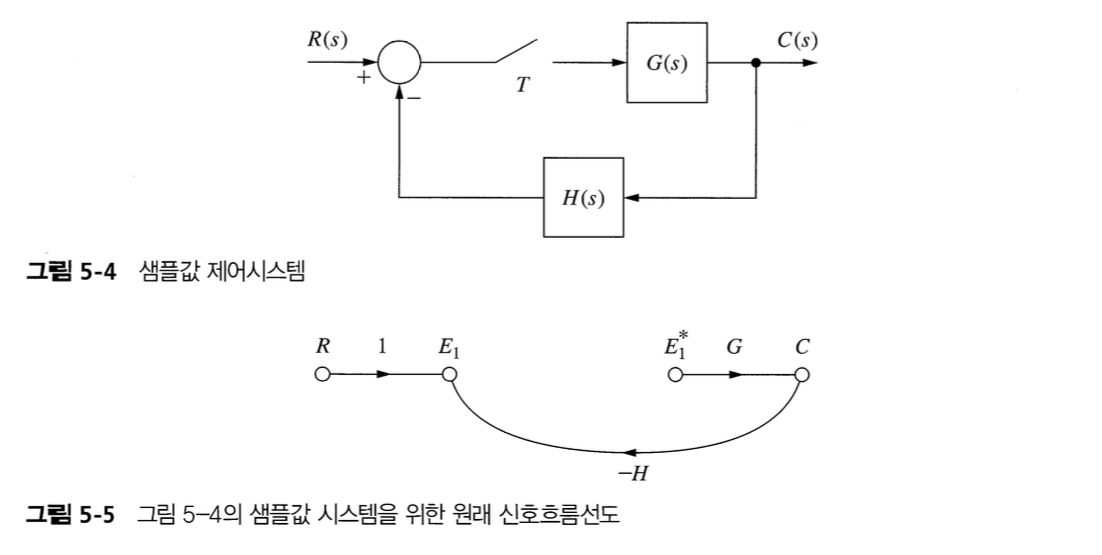 R(s)
C(s)
+
−
T
G(s)
H(s)
그림 5-4 샘플값 제어시스템
R 1 E₁ E₁* G C
−H
그림 5-5 그림 5-4의 샘플값 시스템을 위한 원래 신호흐름선도